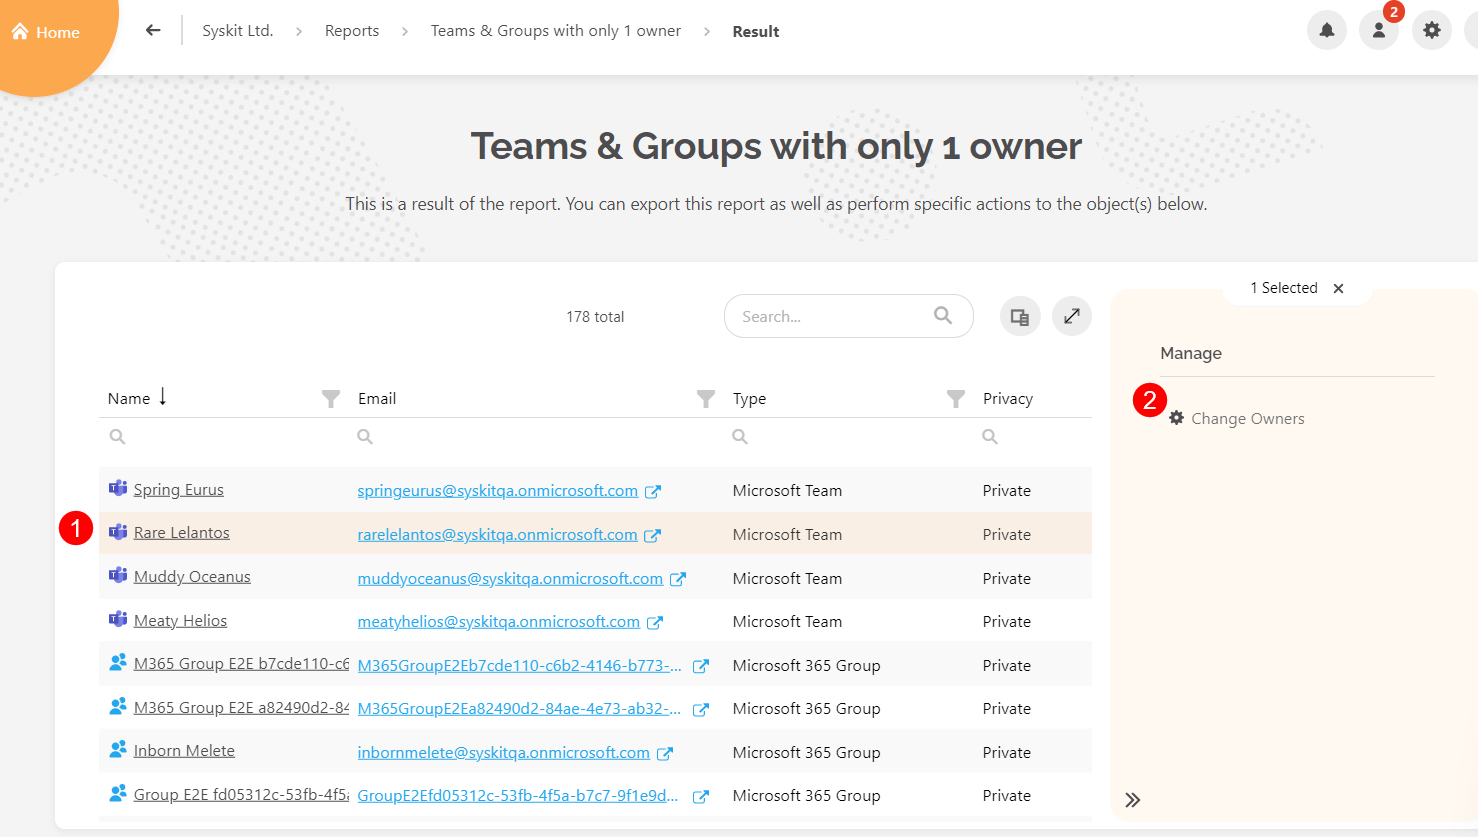 Home
Syskit Ltd. > Reports > Teams & Groups with only 1 owner > Result
2
Teams & Groups with only 1 owner
This is a result of the report. You can export this report as well as perform specific actions to the object(s) below.
178 total
Search...
1 Selected ×
Manage
2
Change Owners
Name ↓ Email Type Privacy
Spring Eurus springeurus@syskitqa.onmicrosoft.com Microsoft Team Private
1 Rare Lelantos rarelelantos@syskitqa.onmicrosoft.com Microsoft Team Private
Muddy Oceanus muddyoceanus@syskitqa.onmicrosoft.com Microsoft Team Private
Meaty Helios meatyhelios@syskitqa.onmicrosoft.com Microsoft Team Private
M365 Group E2E b7cde110-c6 M365GroupE2Eb7cde110-c6b2-4146-b773-... Microsoft 365 Group Private
M365 Group E2E a82490d2-84 M365GroupE2Ea82490d2-84ae-4e73-ab32-... Microsoft 365 Group Private
Inborn Melete inbornmelete@syskitqa.onmicrosoft.com Microsoft 365 Group Private
Group E2E fd05312c-53fb-4f5a GroupE2Efd05312c-53fb-4f5a-b7c7-9f1e9d... Microsoft 365 Group Private